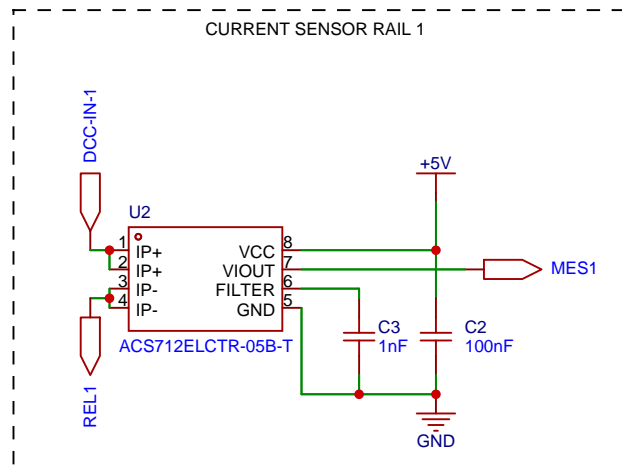 CURRENT SENSOR RAIL 1
DCC-IN-1
+5V
U2
1 IP+ VCC 8
2 IP+ VIOUT 7
MES1
3 IP- FILTER 6
4 IP- GND 5
C3
1nF
C2
100nF
ACS712ELCTR-05B-T
REL1
GND